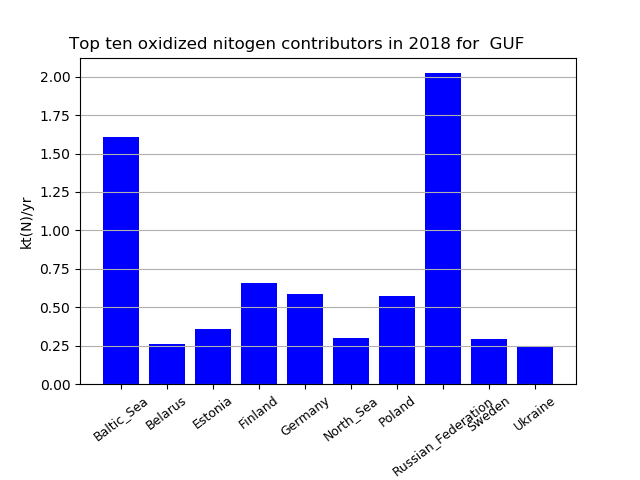 Top ten oxidized nitogen contributors in 2018 for  GUF
kt(N)/yr
2.00
1.75
1.50
1.25
1.00
0.75
0.50
0.25
0.00
Baltic_Sea
Belarus
Estonia
Finland
Germany
North_Sea
Poland
Russian_Federation
Sweden
Ukraine